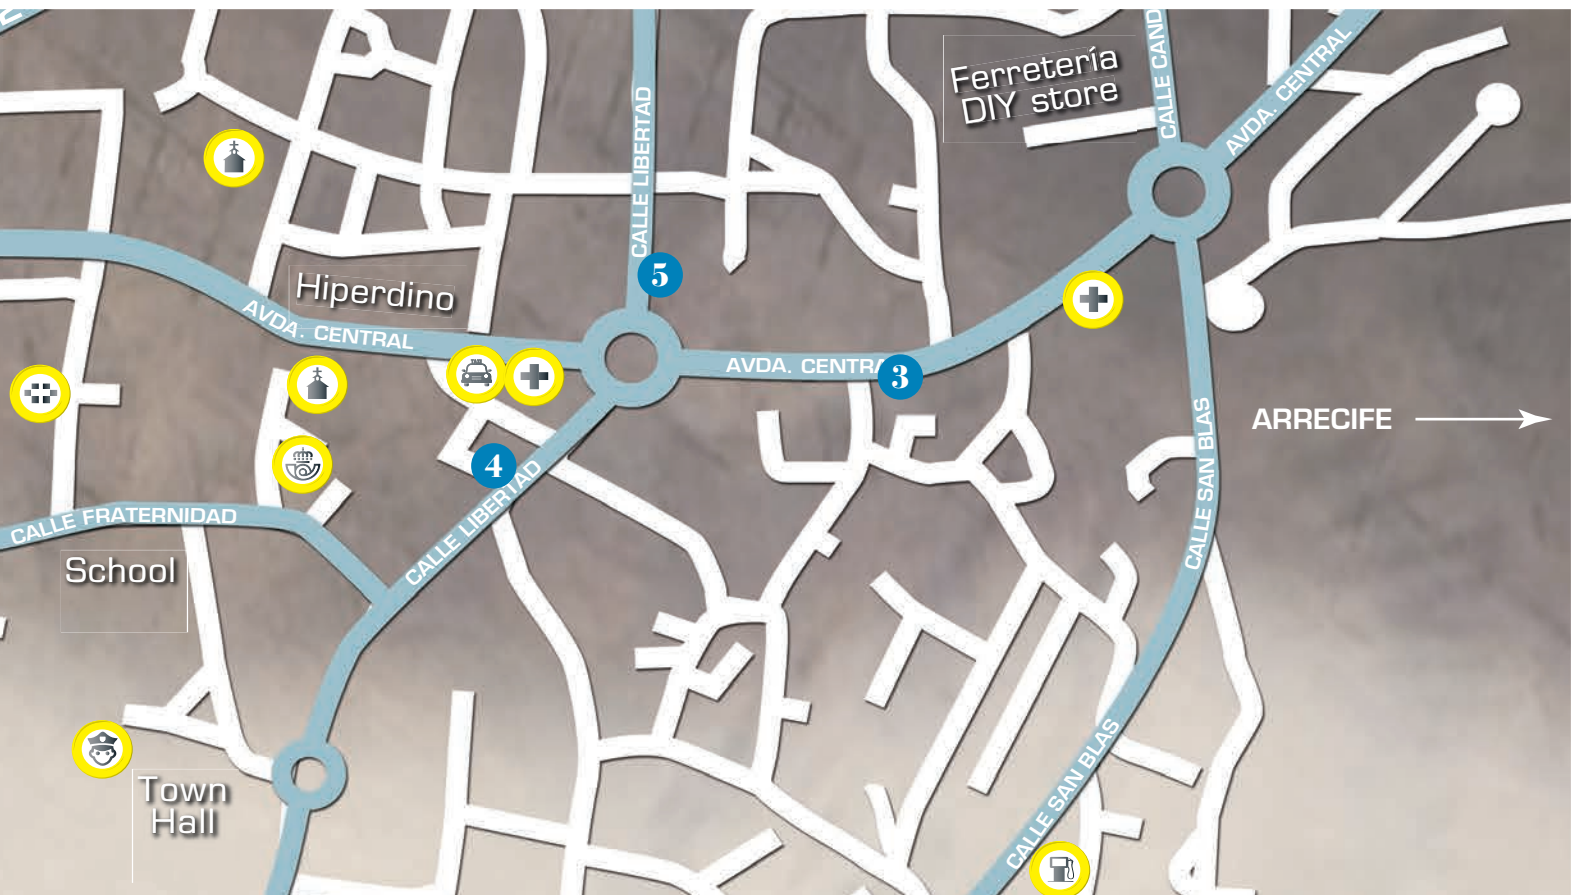 Ferretería
DIY store
CALLE CAND
AVDA. CENTRAL
CALLE LIBERTAD
5
Hiperdino
AVDA. CENTRAL
TAXI
AVDA. CENTRA
3
ARRECIFE
4
CALLE LIBERTAD
CALLE SAN BLAS
CALLE FRATERNIDAD
School
Town
Hall
CALLE SAN BLAS